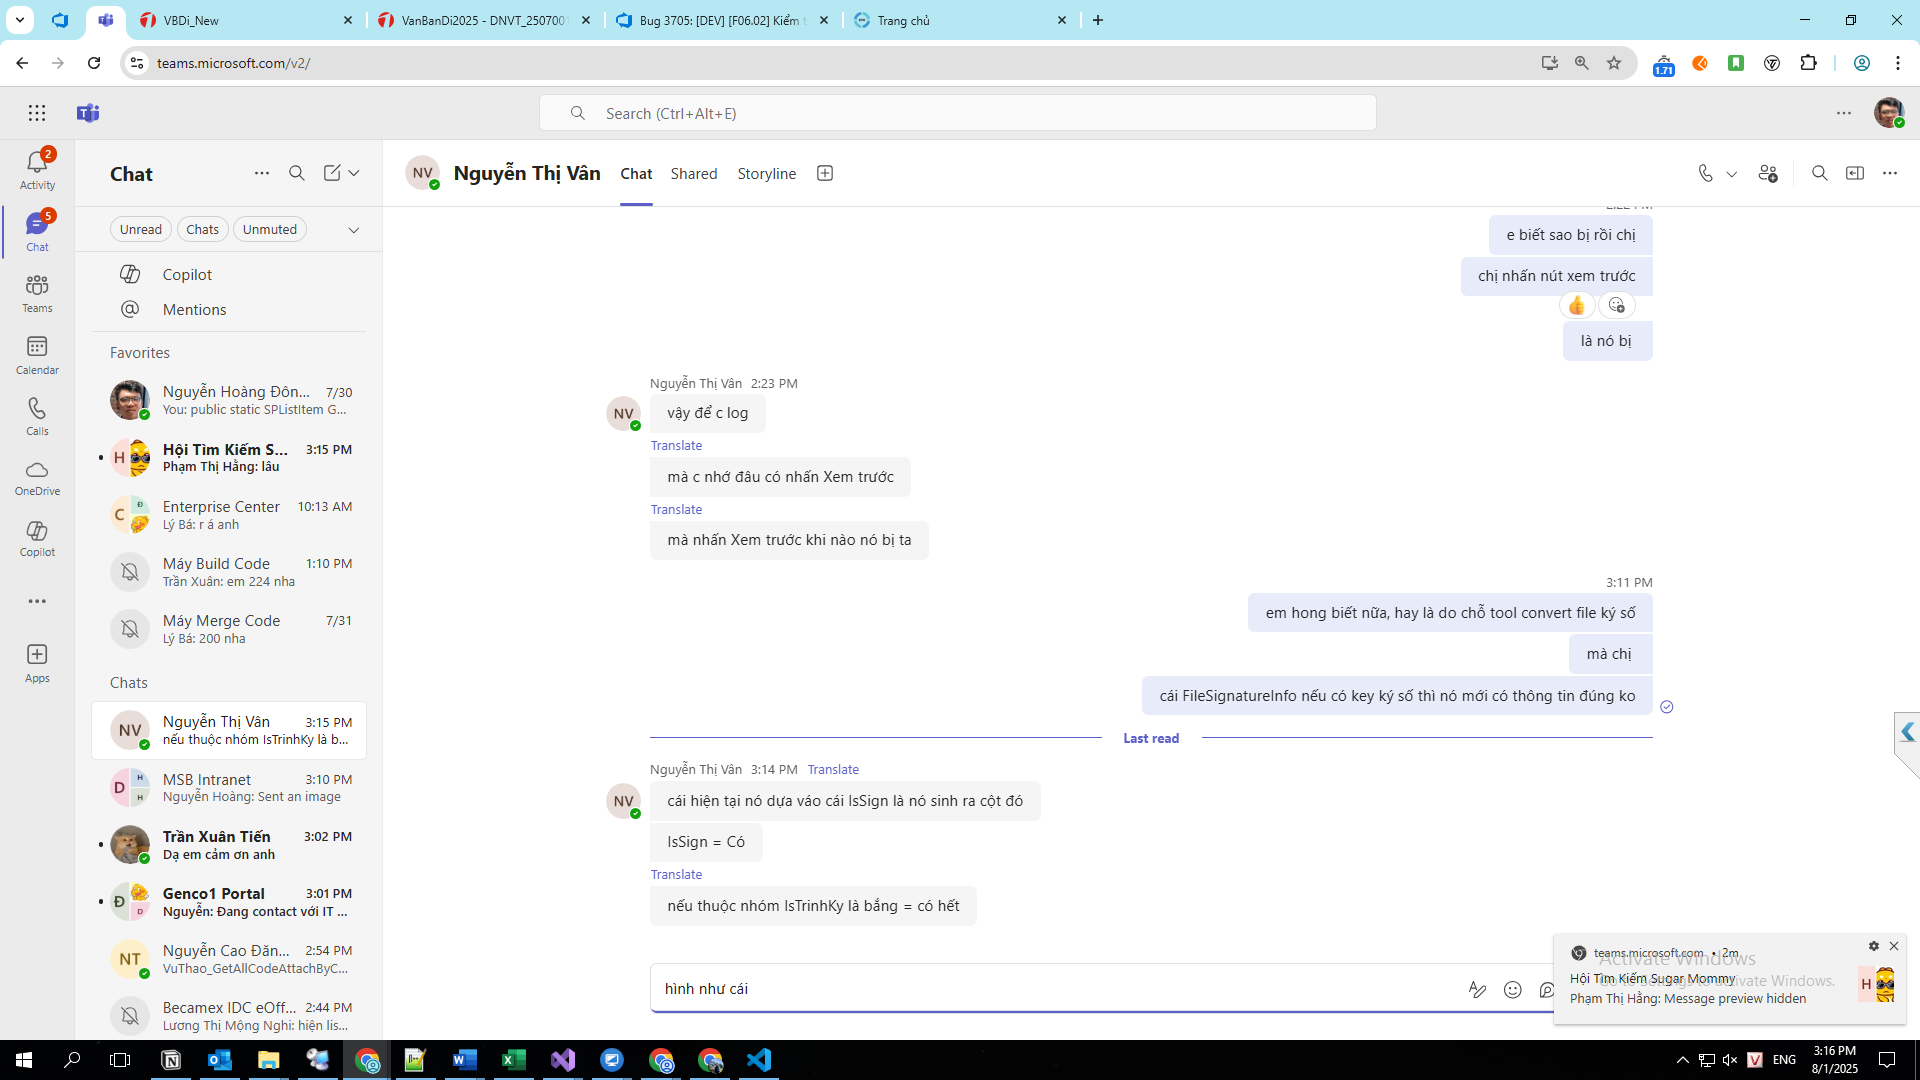 VBDi_New
VanBanDi2025 - DNVT_250700
Bug 3705: [DEV] [F06.02] Kiểm t
Trang chủ
teams.microsoft.com/v2/
1.71
Search (Ctrl+Alt+E)
2
Activity
5
Chat
Teams
Calendar
Calls
OneDrive
Copilot
Apps
Chat
Unread
Chats
Unmuted
Copilot
Mentions
Favorites
Nguyễn Hoàng Đôn... 7/30
You: public static SPListItem G...
Hội Tìm Kiếm S... 3:15 PM
Phạm Thị Hằng: lâu
Enterprise Center 10:13 AM
Lý Bá: r á anh
Máy Build Code 1:10 PM
Trần Xuân: em 224 nha
Máy Merge Code 7/31
Lý Bá: 200 nha
Chats
Nguyễn Thị Vân 3:15 PM
nếu thuộc nhóm IsTrinhKy là b...
MSB Intranet 3:10 PM
Nguyễn Hoàng: Sent an image
Trần Xuân Tiến 3:02 PM
Dạ em cảm ơn anh
Genco1 Portal 3:01 PM
Nguyễn: Đang contact với IT ...
Nguyễn Cao Đăn... 2:54 PM
VuThao_GetAllCodeAttachByC...
Becamex IDC eOff... 2:44 PM
Lương Thị Mộng Nghi: hiện lis...
NV
Nguyễn Thị Vân
Chat
Shared
Storyline
e biết sao bị rồi chị
chị nhấn nút xem trước
là nó bị
Nguyễn Thị Vân 2:23 PM
vậy để c log
Translate
mà c nhớ đâu có nhấn Xem trước
Translate
mà nhấn Xem trước khi nào nó bị ta
3:11 PM
em hong biết nữa, hay là do chỗ tool convert file ký số
mà chị
cái FileSignatureInfo nếu có key ký số thì nó mới có thông tin đúng ko
Last read
Nguyễn Thị Vân 3:14 PM Translate
cái hiện tại nó dựa váo cái IsSign là nó sinh ra cột đó
IsSign = Có
Translate
nếu thuộc nhóm IsTrinhKy là bắng = có hết
hình như cái
teams.microsoft.com • 2m
Hội Tìm Kiếm Sugar Mommy
Phạm Thị Hằng: Message preview hidden
Activate Windows
Go to Settings to activate Windows.
ENG
3:16 PM
8/1/2025